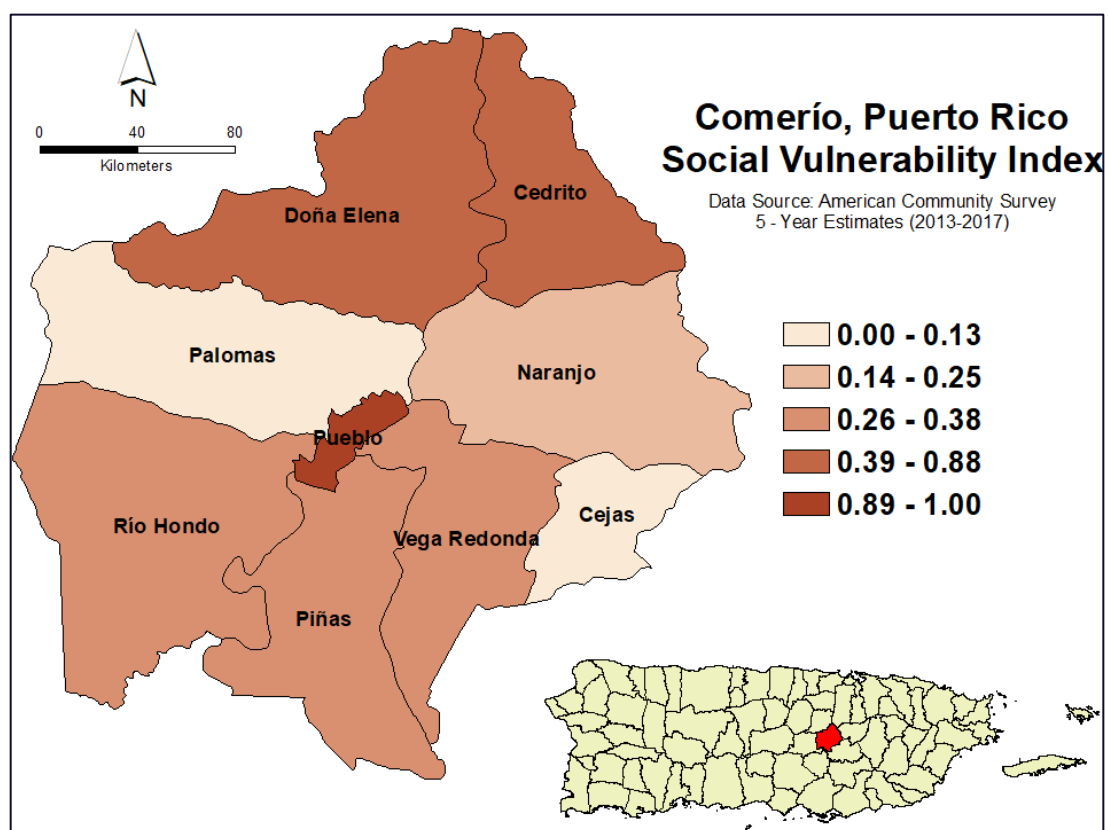 N
0 40 80
Kilometers
Comerío, Puerto Rico
Social Vulnerability Index
Data Source: American Community Survey
5 - Year Estimates (2013-2017)
Cedrito
Doña Elena
Palomas
Naranjo
Pueblo
Río Hondo
Vega Redonda
Cejas
Piñas
0.00 - 0.13
0.14 - 0.25
0.26 - 0.38
0.39 - 0.88
0.89 - 1.00